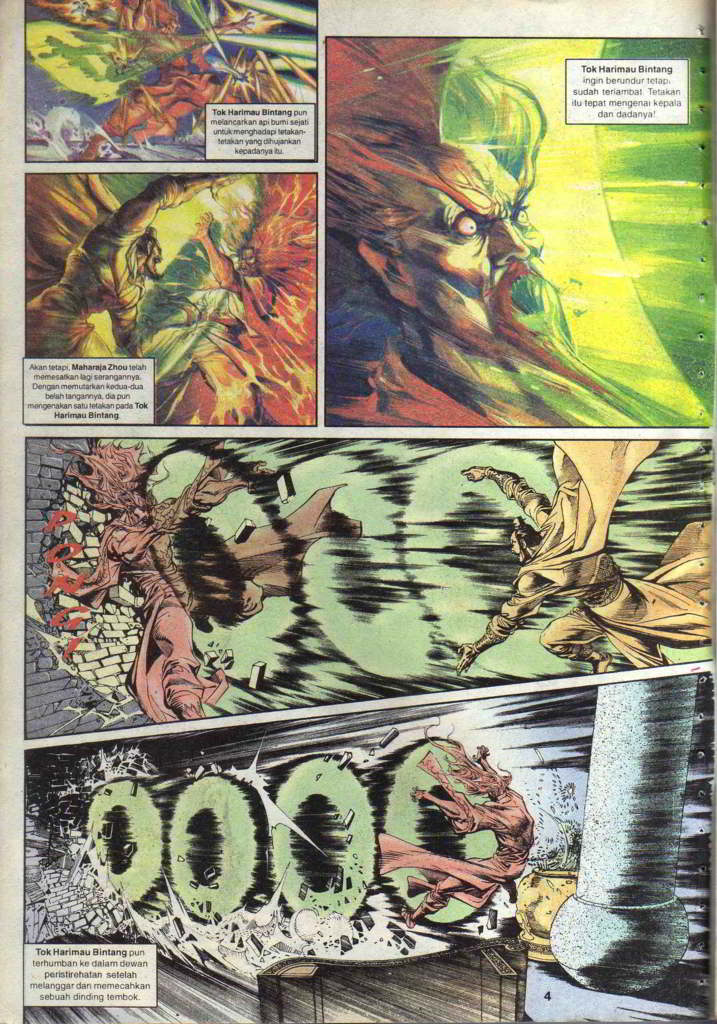 Tok Harimau Bintang pun
melancarkan api bumi sejati
untuk menghadapi tetakan-
tetakan yang dihujankan
kepadanya itu.
Tok Harimau Bintang
ingin berundur tetapi
sudah terlambat. Tetakan
itu tepat mengenai kepala
dan dadanya!
Akan tetapi, Maharaja Zhou telah
memesatkan lagi serangannya.
Dengan memutarkan kedua-dua
belah tangannya, dia pun
mengenakan satu tetakan pada Tok
Harimau Bintang.
Tok Harimau Bintang pun
terhumban ke dalam dewan
peristirehatan setelah
melanggar dan memecahkan
sebuah dinding tembok.
4